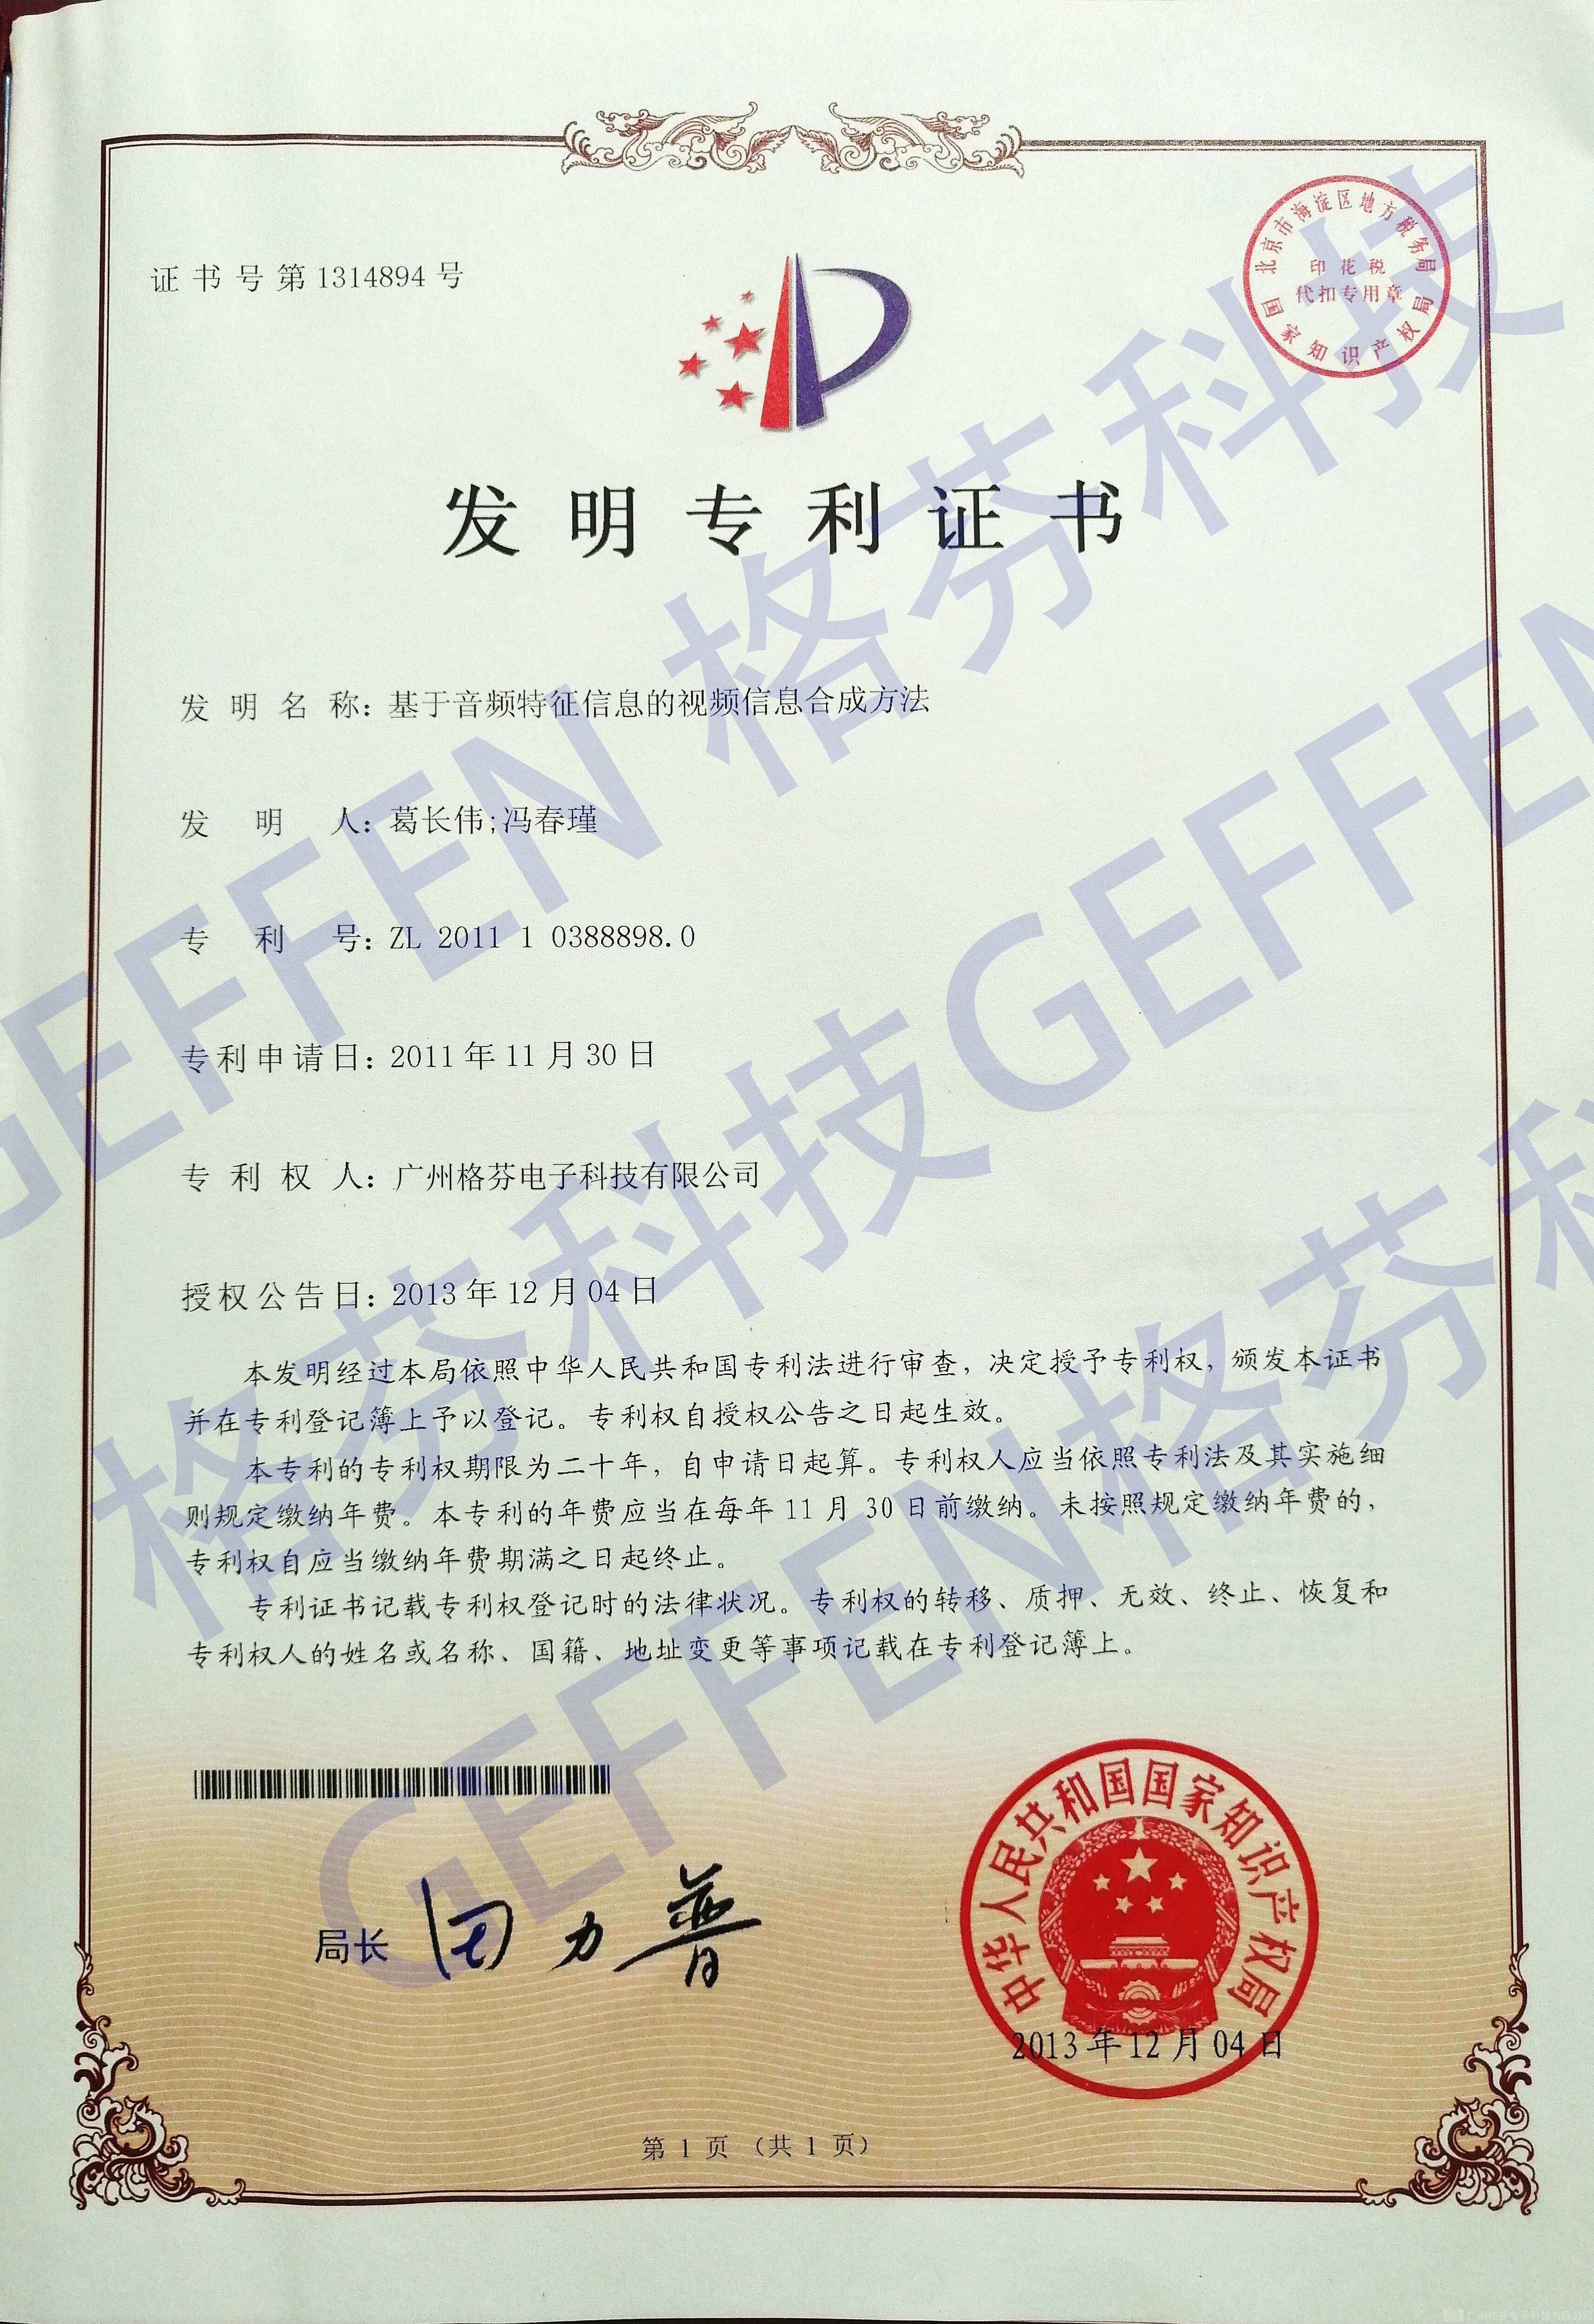 证书号第1314894号
北京市海淀区地方税务局
印花税
代扣专用章
国家知识产权局
发明专利证书
发明名称：基于音频特征信息的视频信息合成方法
发明人：葛长伟;冯春瑾
专利号：ZL 2011 1 0388898.0
专利申请日：2011年11月30日
专利权人：广州格芬电子科技有限公司
授权公告日：2013年12月04日
本发明经过本局依照中华人民共和国专利法进行审查，决定授予专利权，颁发本证书
并在专利登记簿上予以登记。专利权自授权公告之日起生效。
本专利的专利权期限为二十年，自申请日起算。专利权人应当依照专利法及其实施细
则规定缴纳年费。本专利的年费应当在每年11月30日前缴纳。未按照规定缴纳年费的，
专利权自应当缴纳年费期满之日起终止。
专利证书记载专利权登记时的法律状况。专利权的转移、质押、无效、终止、恢复和
专利权人的姓名或名称、国籍、地址变更等事项记载在专利登记簿上。
局长 田力普
中华人民共和国国家知识产权局
2013年12月04日
第1页（共1页）
GEFFEN格芬科技
格芬科技GEFFEN
GEFFEN格芬科